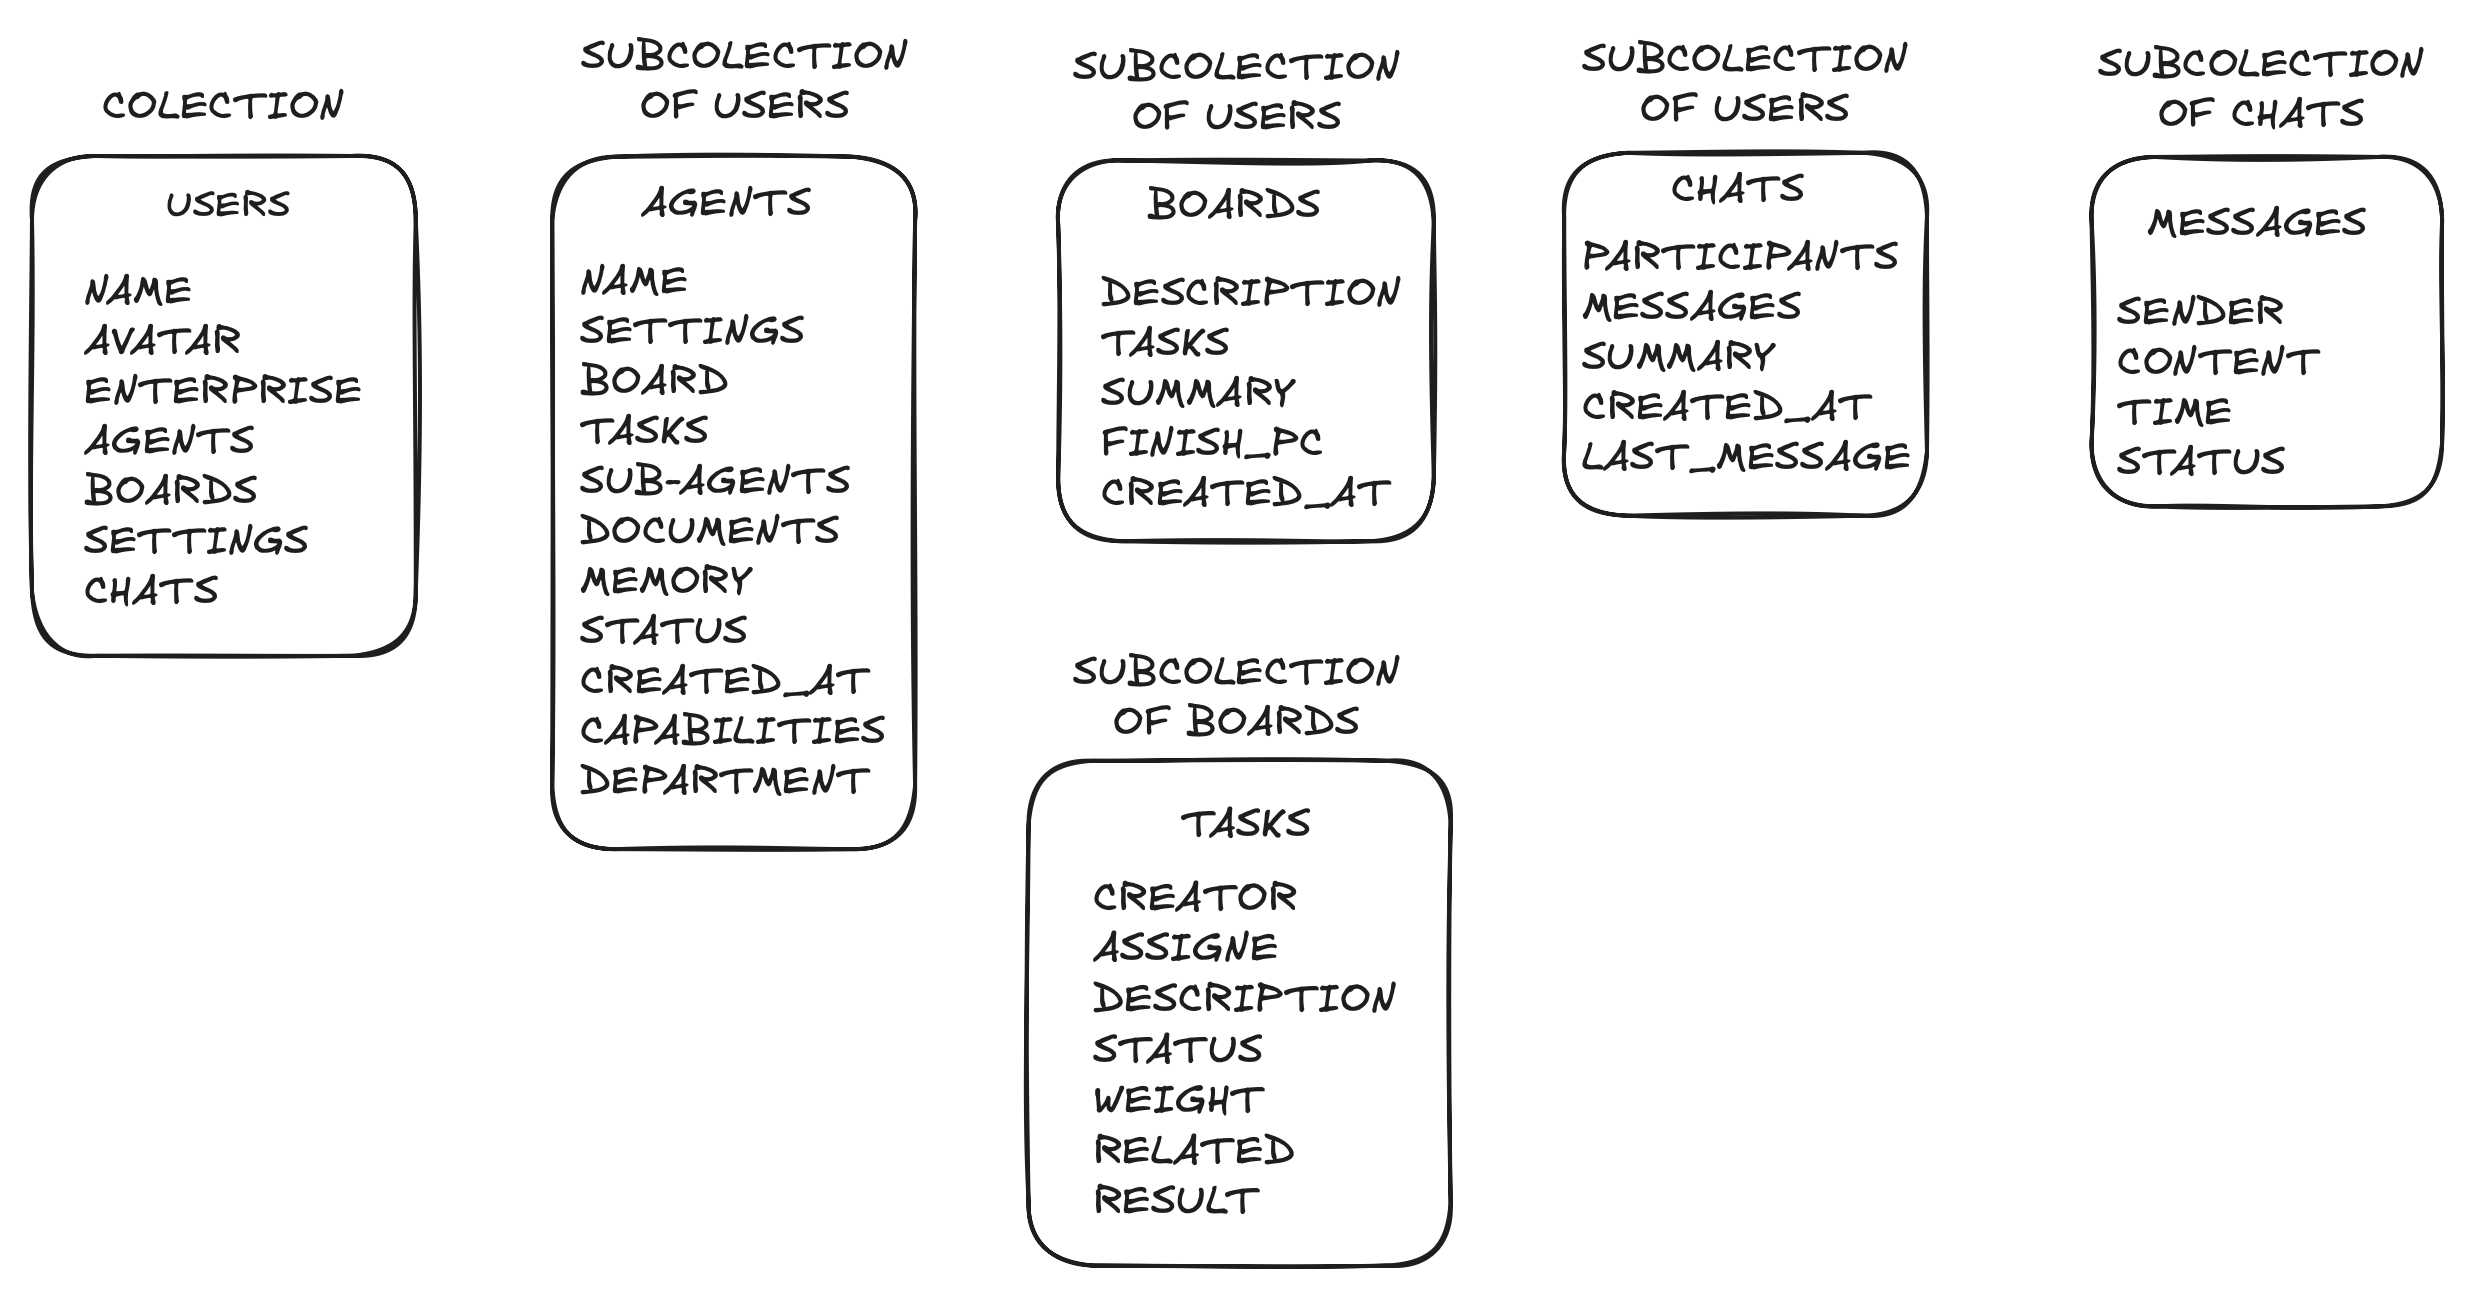 COLECTION
USERS
NAME
AVATAR
ENTERPRISE
AGENTS
BOARDS
SETTINGS
CHATS
SUBCOLECTION
OF USERS
AGENTS
NAME
SETTINGS
BOARD
TASKS
SUB-AGENTS
DOCUMENTS
MEMORY
STATUS
CREATED_AT
CAPABILITIES
DEPARTMENT
SUBCOLECTION
OF USERS
BOARDS
DESCRIPTION
TASKS
SUMMARY
FINISH_PC
CREATED_AT
SUBCOLECTION
OF BOARDS
TASKS
CREATOR
ASSIGNE
DESCRIPTION
STATUS
WEIGHT
RELATED
RESULT
SUBCOLECTION
OF USERS
CHATS
PARTICIPANTS
MESSAGES
SUMMARY
CREATED_AT
LAST_MESSAGE
SUBCOLECTION
OF CHATS
MESSAGES
SENDER
CONTENT
TIME
STATUS